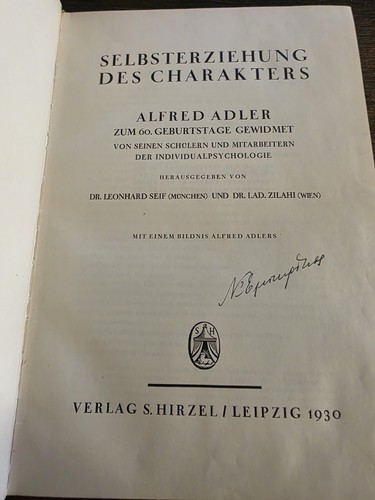 SELBSTERZIEHUNG
DES CHARAKTERS
ALFRED ADLER
ZUM 60. GEBURTSTAGE GEWIDMET
VON SEINEN SCHÜLERN UND MITARBEITERN
DER INDIVIDUALPSYCHOLOGIE
HERAUSGEGEBEN VON
DR. LEONHARD SEIF (MÜNCHEN) UND DR. LAD. ZILAHI (WIEN)
MIT EINEM BILDNIS ALFRED ADLERS
S H
VERLAG S. HIRZEL / LEIPZIG 1930